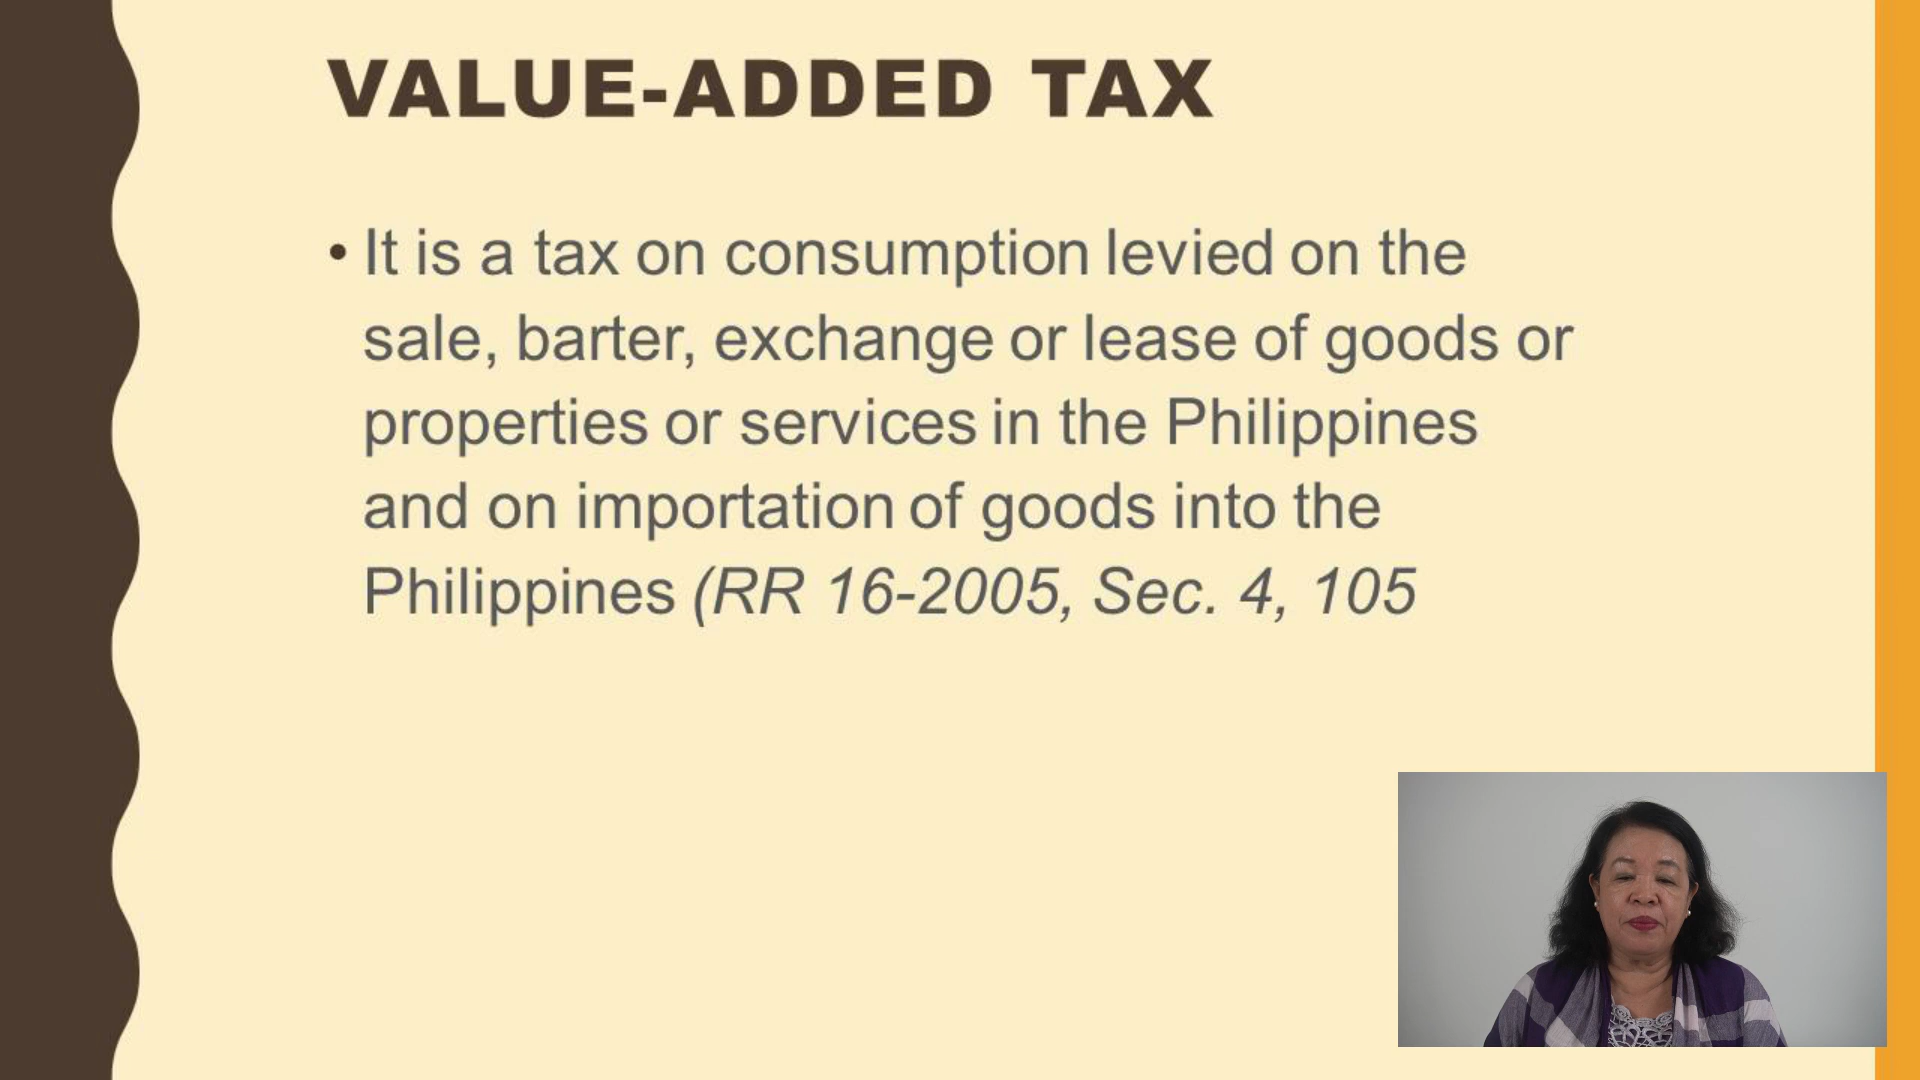 VALUE-ADDED TAX
• It is a tax on consumption levied on the
sale, barter, exchange or lease of goods or
properties or services in the Philippines
and on importation of goods into the
Philippines (RR 16-2005, Sec. 4, 105